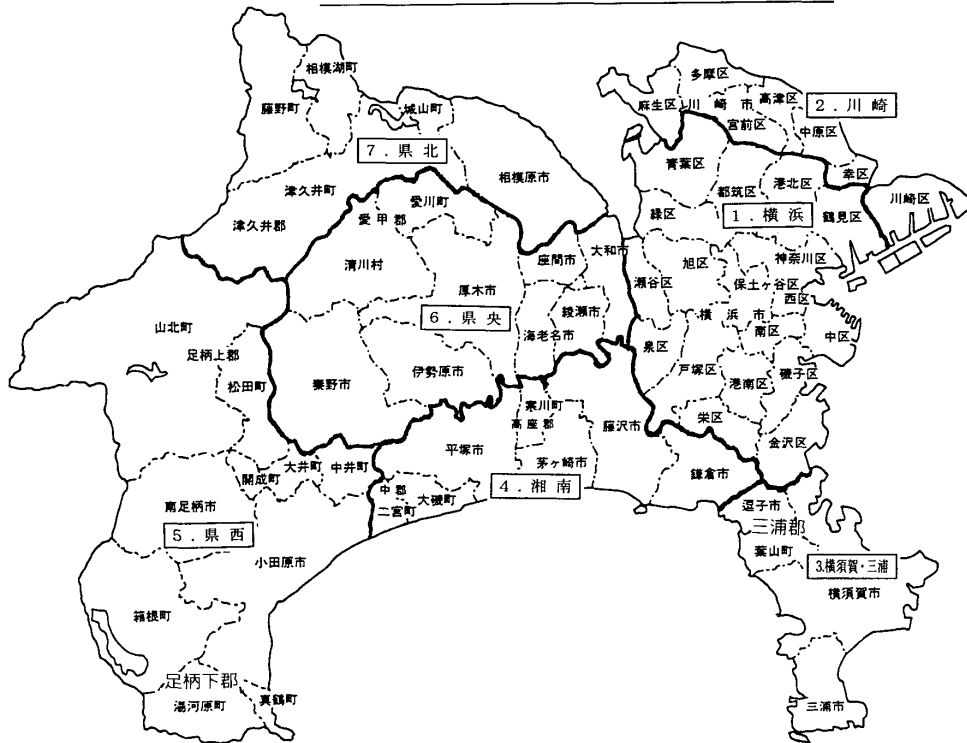 相模湖町
藤野町
城山町
7.県北
相模原市
津久井町
津久井郡
多摩区
麻生区
川崎市
高津区
2.川崎
宮前区
中原区
幸区
川崎区
青葉区
都筑区
港北区
1.横浜
鶴見区
緑区
旭区
神奈川区
瀬谷区
保土ヶ谷区
西区
横浜市
中区
泉区
南区
戸塚区
港南区
磯子区
栄区
金沢区
愛川町
愛甲郡
清川村
座間市
大和市
厚木市
6.県央
綾瀬市
海老名市
秦野市
伊勢原市
山北町
足柄上郡
松田町
大井町
中井町
開成町
南足柄市
5.県西
小田原市
箱根町
足柄下郡
湯河原町
真鶴町
寒川町
高座郡
藤沢市
平塚市
茅ヶ崎市
鎌倉市
4.湘南
中郡
大磯町
二宮町
逗子市
三浦郡
葉山町
3.横須賀・三浦
横須賀市
三浦市